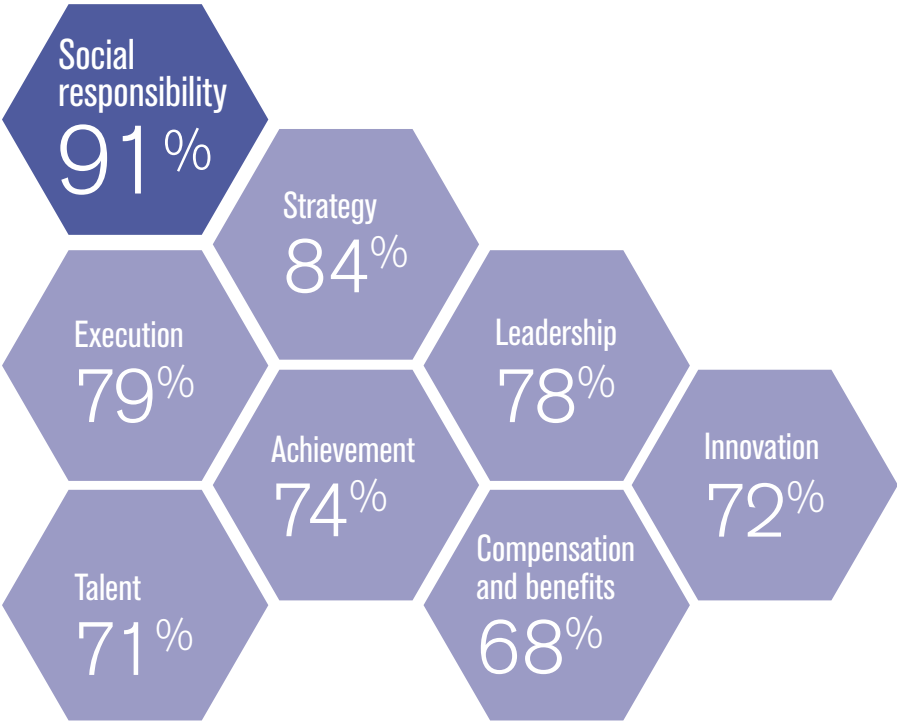 Social
responsibility
91%
Strategy
84%
Execution
79%
Leadership
78%
Achievement
74%
Innovation
72%
Talent
71%
Compensation
and benefits
68%